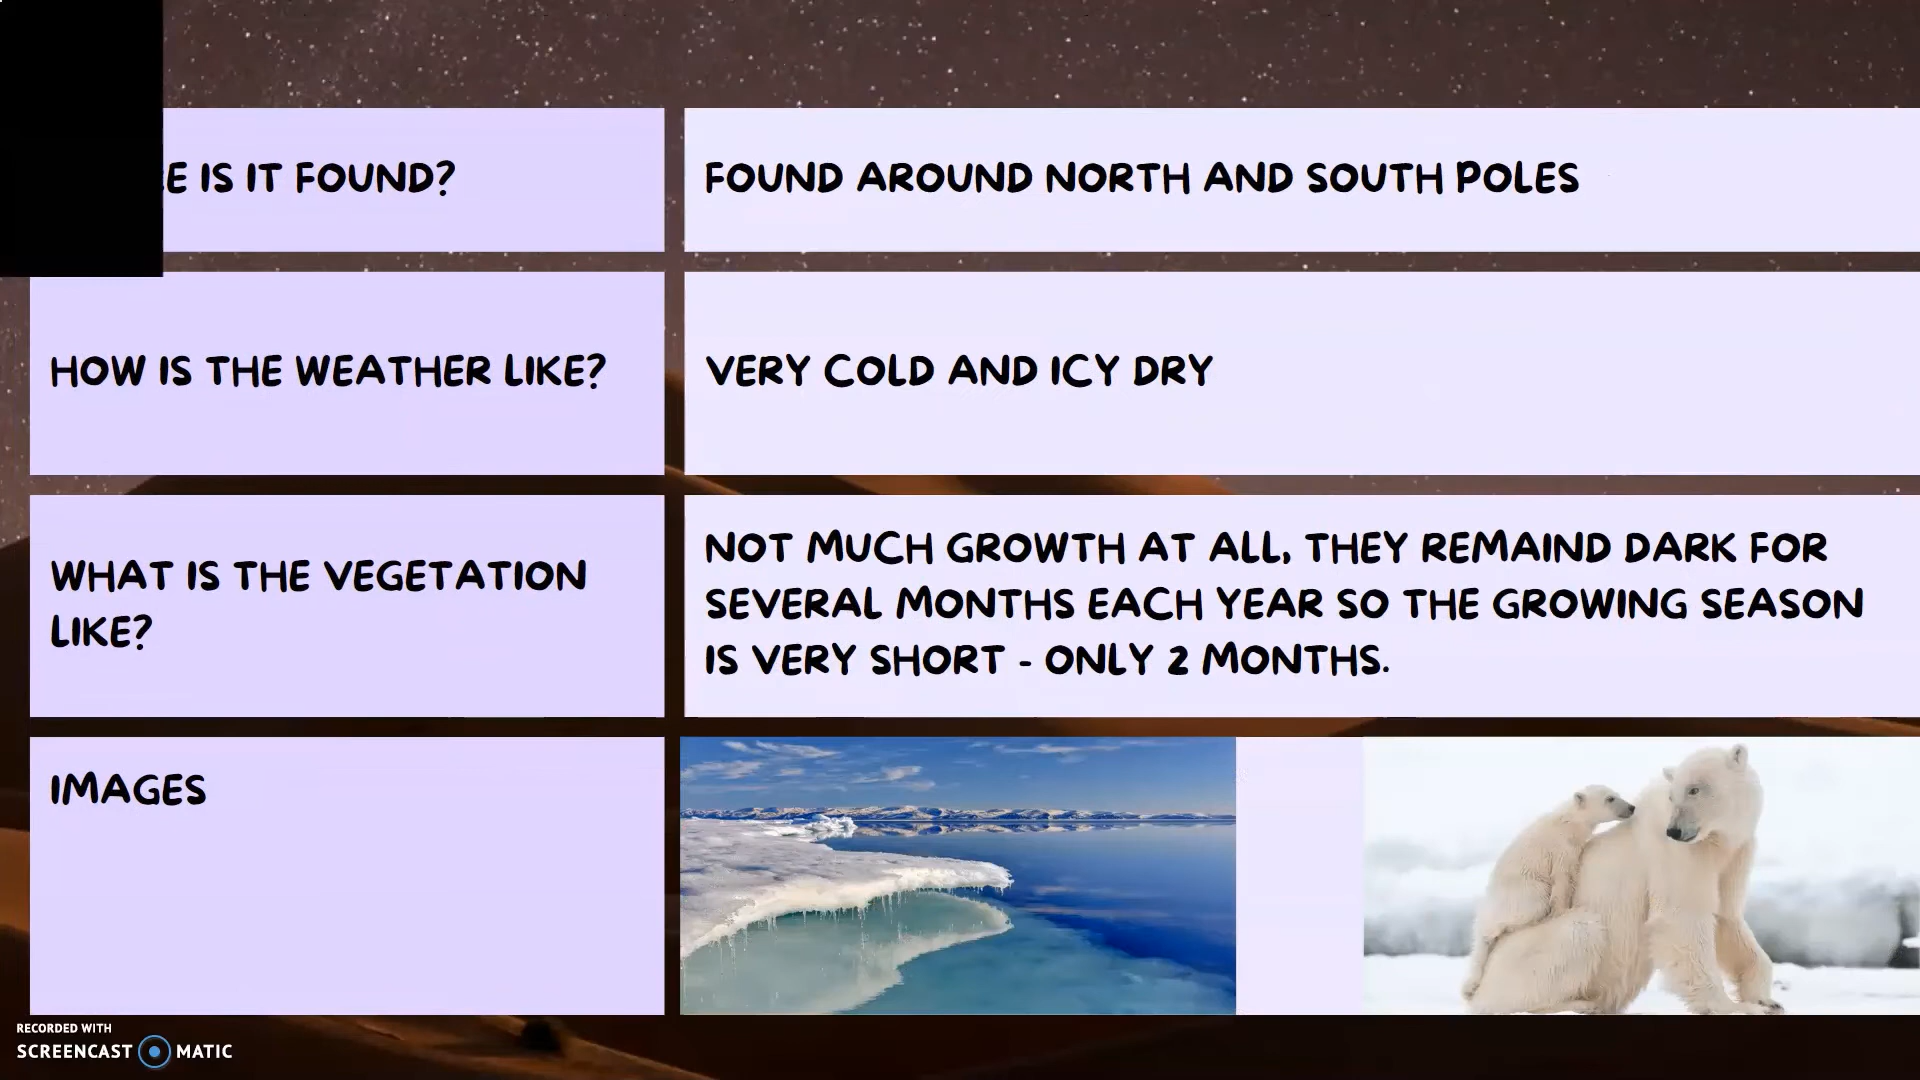 E IS IT FOUND?
FOUND AROUND NORTH AND SOUTH POLES
HOW IS THE WEATHER LIKE?
VERY COLD AND ICY DRY
WHAT IS THE VEGETATION
LIKE?
NOT MUCH GROWTH AT ALL, THEY REMAIND DARK FOR
SEVERAL MONTHS EACH YEAR SO THE GROWING SEASON
IS VERY SHORT - ONLY 2 MONTHS.
IMAGES
RECORDED WITH
SCREENCAST MATIC